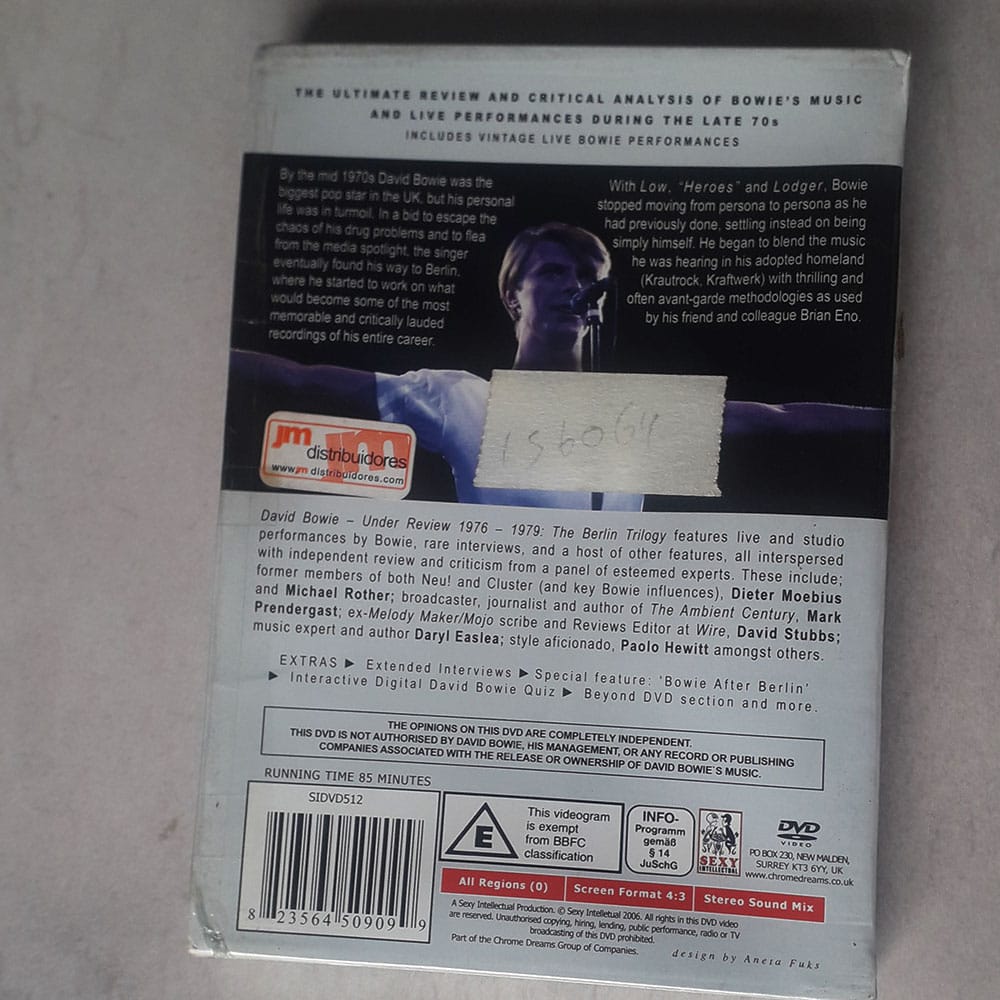 THE ULTIMATE REVIEW AND CRITICAL ANALYSIS OF BOWIE'S MUSIC
AND LIVE PERFORMANCES DURING THE LATE 70s
INCLUDES VINTAGE LIVE BOWIE PERFORMANCES
By the mid 1970s David Bowie was the
biggest pop star in the UK, but his personal
life was in turmoil. In a bid to escape the
chaos of his drug problems and to flea
from the media spotlight, the singer
eventually found his way to Berlin,
where he started to work on what
would become some of the most
memorable and critically lauded
recordings of his entire career.
With Low, "Heroes" and Lodger, Bowie
stopped moving from persona to persona as he
had previously done, settling instead on being
simply himself. He began to blend the music
he was hearing in his adopted homeland
(Krautrock, Kraftwerk) with thrilling and
often avant-garde methodologies as used
by his friend and colleague Brian Eno.
156064
jm
jm
distribuidores
www.jm distribuidores.com
David Bowie – Under Review 1976 – 1979: The Berlin Trilogy features live and studio
performances by Bowie, rare interviews, and a host of other features, all interspersed
with independent review and criticism from a panel of esteemed experts. These include;
former members of both Neu! and Cluster (and key Bowie influences), Dieter Moebius
and Michael Rother; broadcaster, journalist and author of The Ambient Century, Mark
Prendergast; ex-Melody Maker/Mojo scribe and Reviews Editor at Wire, David Stubbs;
music expert and author Daryl Easlea; style aficionado, Paolo Hewitt amongst others.
EXTRAS ▶ Extended Interviews ▶ Special feature: 'Bowie After Berlin'
▶ Interactive Digital David Bowie Quiz ▶ Beyond DVD section and more.
THE OPINIONS ON THIS DVD ARE COMPLETELY INDEPENDENT.
THIS DVD IS NOT AUTHORISED BY DAVID BOWIE, HIS MANAGEMENT, OR ANY RECORD OR PUBLISHING
COMPANIES ASSOCIATED WITH THE RELEASE OR OWNERSHIP OF DAVID BOWIE`S MUSIC.
RUNNING TIME 85 MINUTES
SIDVD512
8 23564 50909 9
E
This videogram
is exempt
from BBFC
classification
INFO-
Programm
gemäß
§ 14
JuSchG
SEXY
INTELLECTUAL
DVD
VIDEO
PO BOX 230, NEW MALDEN,
SURREY KT3 6YY, UK
www.chromedreams.co.uk
All Regions (0)
Screen Format 4:3
Stereo Sound Mix
A Sexy Intellectual Production. © Sexy Intelletual 2006. All rights in this DVD video
are reserved. Unauthorised copying, hiring, lending, public performance, radio or TV
broadcasting of this DVD prohibited.
Part of the Chrome Dreams Group of Companies.
design by Aneta Fuks